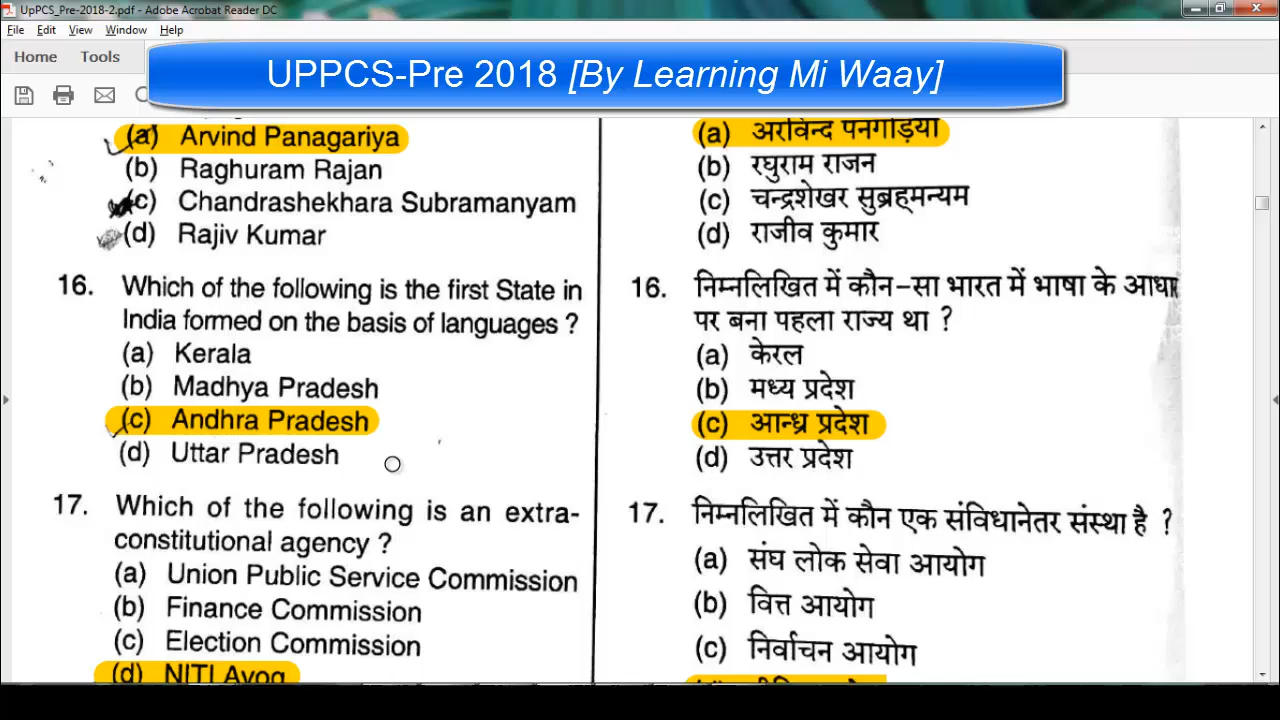 UpPCS_Pre-2018-2.pdf - Adobe Acrobat Reader DC
File Edit View Window Help
Home Tools
UPPCS-Pre 2018 [By Learning Mi Waay]
(a) Arvind Panagariya
(b) Raghuram Rajan
(c) Chandrashekhara Subramanyam
(d) Rajiv Kumar
16. Which of the following is the first State in
India formed on the basis of languages ?
(a) Kerala
(b) Madhya Pradesh
(c) Andhra Pradesh
(d) Uttar Pradesh
17. Which of the following is an extra-
constitutional agency ?
(a) Union Public Service Commission
(b) Finance Commission
(c) Election Commission
(d) NITI Ayog
(a) अरविन्द पनगड़िया
(b) रघुराम राजन
(c) चन्द्रशेखर सुब्रह्मन्यम
(d) राजीव कुमार
16. निम्नलिखित में कौन-सा भारत में भाषा के आधार
पर बना पहला राज्य था ?
(a) केरल
(b) मध्य प्रदेश
(c) आन्ध्र प्रदेश
(d) उत्तर प्रदेश
17. निम्नलिखित में कौन एक संविधानेतर संस्था है ?
(a) संघ लोक सेवा आयोग
(b) वित्त आयोग
(c) निर्वाचन आयोग